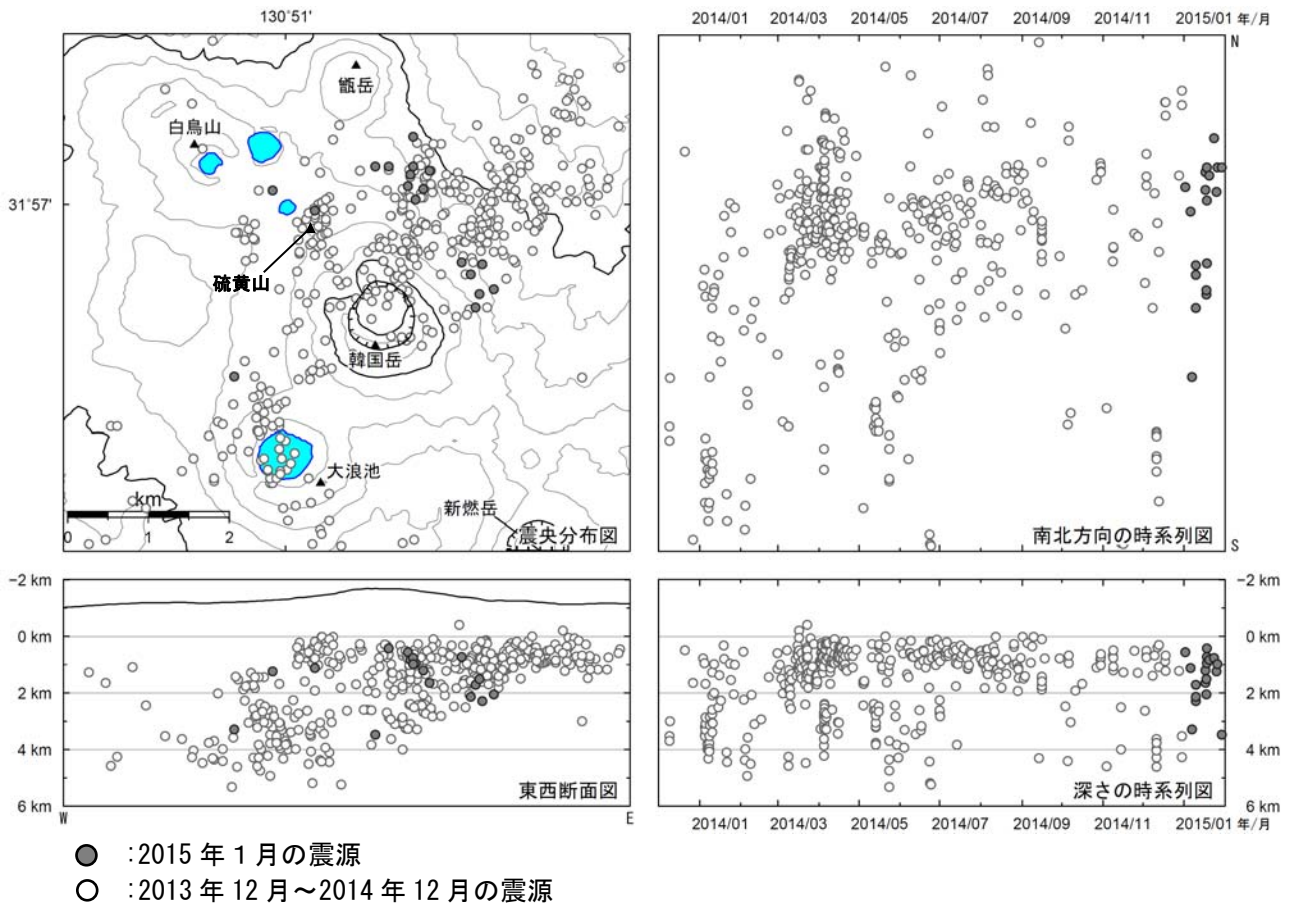 130°51'
31°57'
甑岳
白鳥山
硫黄山
韓国岳
大浪池
新燃岳
km
0 1 2
震央分布図
2014/01 2014/03 2014/05 2014/07 2014/09 2014/11 2015/01 年/月
N
S
南北方向の時系列図
-2 km
0 km
2 km
4 km
6 km
W E
東西断面図
-2 km
0 km
2 km
4 km
6 km
深さの時系列図
2014/01 2014/03 2014/05 2014/07 2014/09 2014/11 2015/01 年/月
● :2015 年 1 月の震源
○ :2013 年 12 月~2014 年 12 月の震源